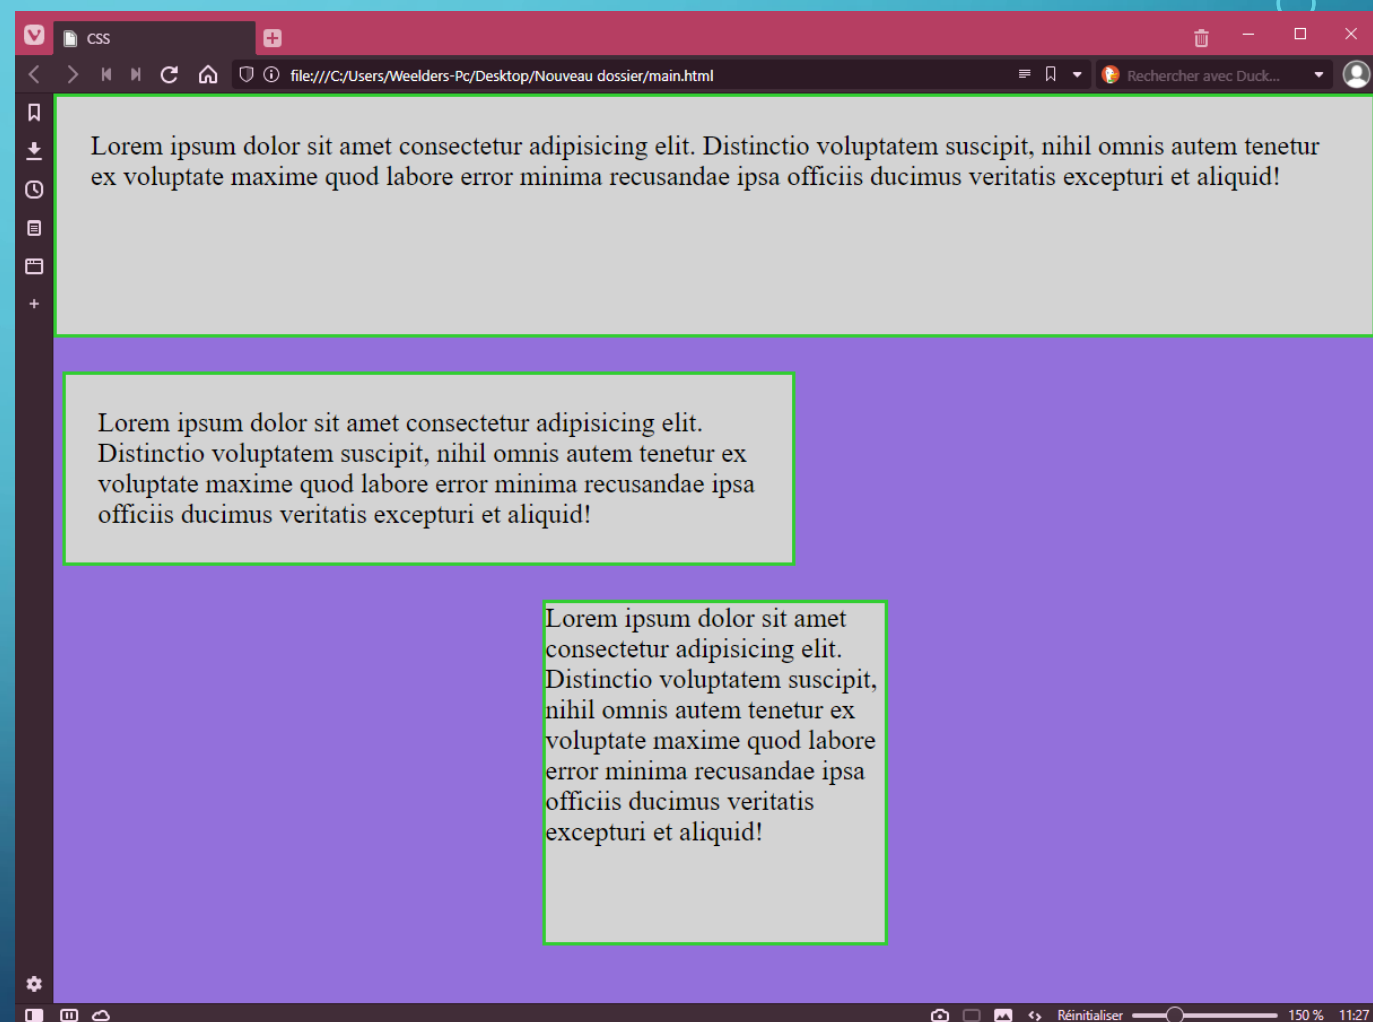 CSS
file:///C:/Users/Weelders-Pc/Desktop/Nouveau dossier/main.html
Rechercher avec Duck...
Lorem ipsum dolor sit amet consectetur adipisicing elit. Distinctio voluptatem suscipit, nihil omnis autem tenetur
ex voluptate maxime quod labore error minima recusandae ipsa officiis ducimus veritatis excepturi et aliquid!
Lorem ipsum dolor sit amet consectetur adipisicing elit.
Distinctio voluptatem suscipit, nihil omnis autem tenetur ex
voluptate maxime quod labore error minima recusandae ipsa
officiis ducimus veritatis excepturi et aliquid!
Lorem ipsum dolor sit amet
consectetur adipisicing elit.
Distinctio voluptatem suscipit,
nihil omnis autem tenetur ex
voluptate maxime quod labore
error minima recusandae ipsa
officiis ducimus veritatis
excepturi et aliquid!
Réinitialiser 150 % 11:27